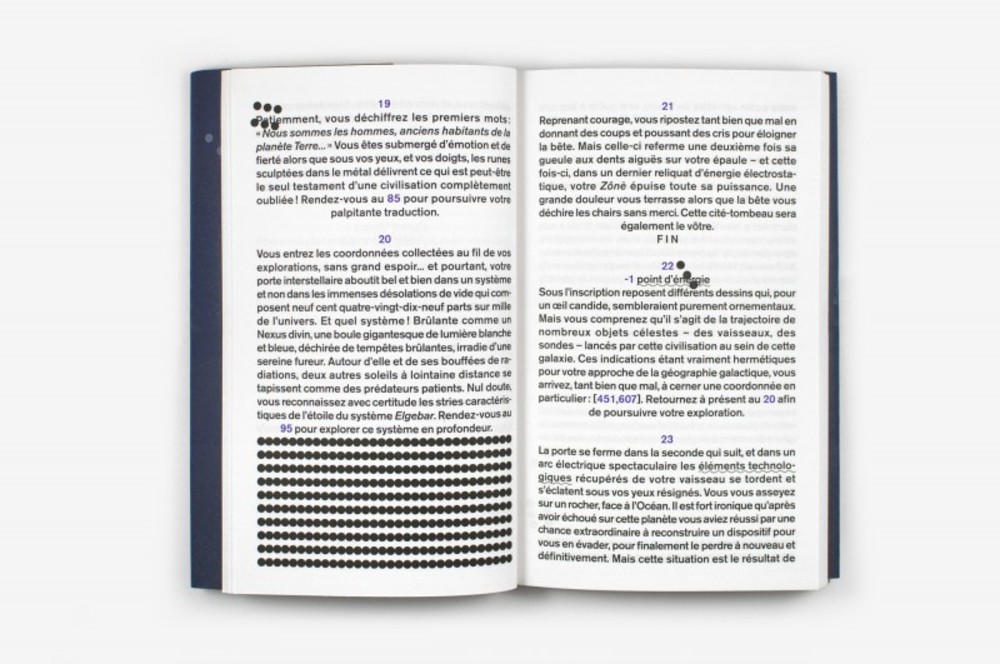 19
Patiemment, vous déchiffrez les premiers mots:
« Nous sommes les hommes, anciens habitants de la
planète Terre... » Vous êtes submergé d'émotion et de
fierté alors que sous vos yeux, et vos doigts, les runes
sculptées dans le métal délivrent ce qui est peut-être
le seul testament d'une civilisation complètement
oubliée ! Rendez-vous au 85 pour poursuivre votre
palpitante traduction.
20
Vous entrez les coordonnées collectées au fil de vos
explorations, sans grand espoir... et pourtant, votre
porte interstellaire aboutit bel et bien dans un système
et non dans les immenses désolations de vide qui com-
posent neuf cent quatre-vingt-dix-neuf parts sur mille
de l'univers. Et quel système ! Brûlante comme un
Nexus divin, une boule gigantesque de lumière blanche
et bleue, déchirée de tempêtes brûlantes, irradie d'une
sereine fureur. Autour d'elle et de ses bouffées de ra-
diations, deux autres soleils à lointaine distance se
tapissent comme des prédateurs patients. Nul doute,
vous reconnaissez avec certitude les stries caractéris-
tiques de l'étoile du système Elgebar. Rendez-vous au
95 pour explorer ce système en profondeur.
21
Reprenant courage, vous ripostez tant bien que mal en
donnant des coups et poussant des cris pour éloigner
la bête. Mais celle-ci referme une deuxième fois sa
gueule aux dents aiguës sur votre épaule – et cette
fois-ci, dans un dernier reliquat d'énergie électrosta-
tique, votre Zônè épuise toute sa puissance. Une
grande douleur vous terrasse alors que la bête vous
déchire les chairs sans merci. Cette cité-tombeau sera
également le vôtre.
FIN
22
-1 point d'énergie
Sous l'inscription reposent différents dessins qui, pour
un œil candide, sembleraient purement ornementaux.
Mais vous comprenez qu'il s'agit de la trajectoire de
nombreux objets célestes – des vaisseaux, des
sondes – lancés par cette civilisation au sein de cette
galaxie. Ces indications étant vraiment hermétiques
pour votre approche de la géographie galactique, vous
arrivez, tant bien que mal, à cerner une coordonnée en
particulier : [451,607]. Retournez à présent au 20 afin
de poursuivre votre exploration.
23
La porte se ferme dans la seconde qui suit, et dans un
arc électrique spectaculaire les éléments technolo-
giques récupérés de votre vaisseau se tordent et
s'éclatent sous vos yeux résignés. Vous vous asseyez
sur un rocher, face à l'Océan. Il est fort ironique qu'après
avoir échoué sur cette planète vous aviez réussi par une
chance extraordinaire à reconstruire un dispositif pour
vous en évader, pour finalement le perdre à nouveau et
définitivement. Mais cette situation est le résultat de